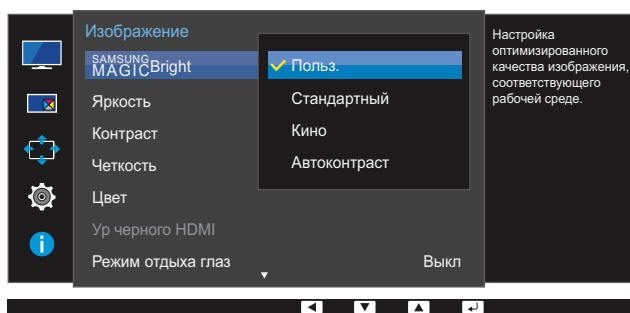 Изображение
SAMSUNG
MAGICBright
Яркость
Контраст
Четкость
Цвет
Ур черного HDMI
Режим отдыха глаз Выкл
Польз.
Стандартный
Кино
Автоконтраст
Настройка
оптимизированного
качества изображения,
соответствующего
рабочей среде.